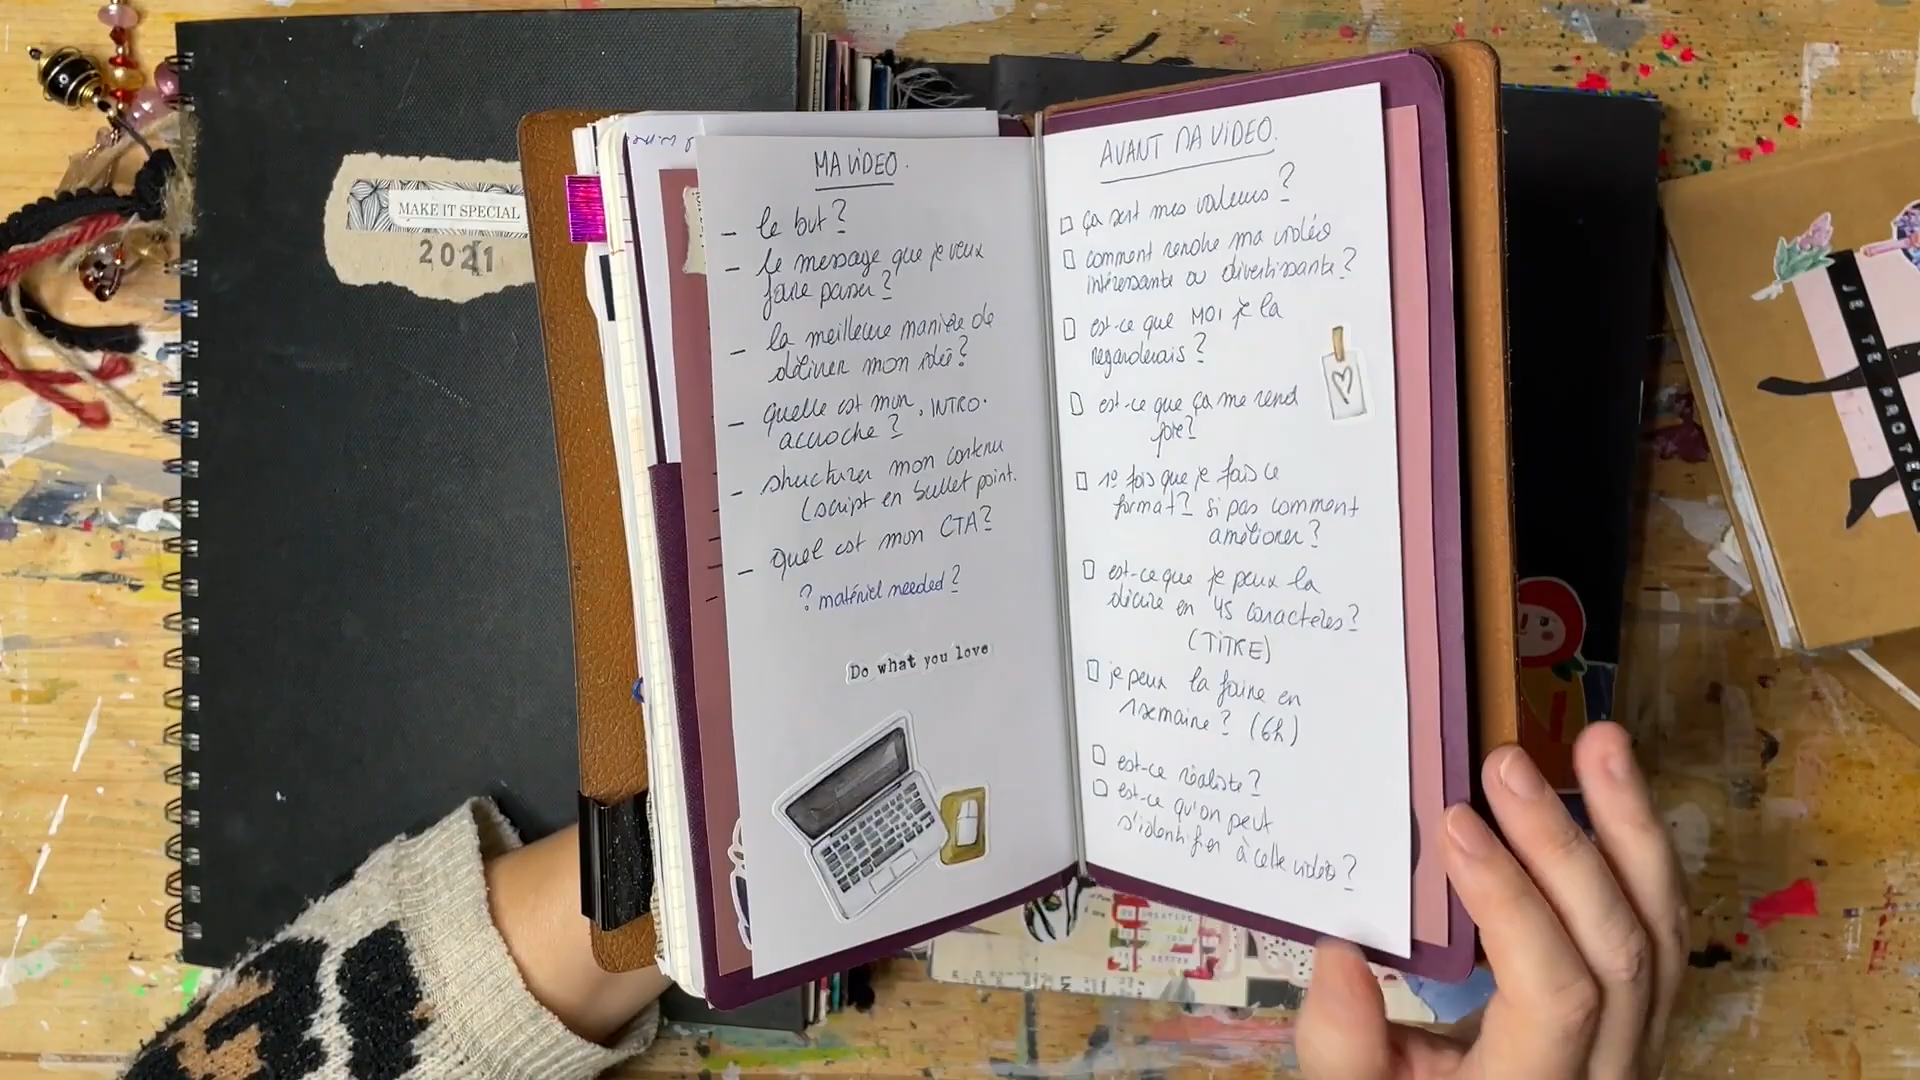 MAKE IT SPECIAL
2021
MA VIDEO.
- le but?
- le message que je veux
faire passer?
- la meilleure manière de
délivrer mon idée?
- quelle est mon . INTRO.
accroche?
- structurer mon contenu
(script en bullet point.
- Quel est mon CTA?
? matériel needed?
Do what you love
AVANT MA VIDEO.
□ ça sert mes valeurs?
□ comment rendre ma vidéo
intéressante ou divertissante?
□ est-ce que MOI je la
regarderais?
□ est-ce que ça me rend
fière?
□ 1e fois que je fais ce
format? si pas comment
améliorer?
□ est-ce que je peux la
décrire en 45 caractères?
(TITRE)
□ je peux la faire en
1 semaine? (6h)
□ est-ce réaliste?
□ est-ce qu'on peut
s'identifier à cette vidéo?
JE TE PROTÈGE